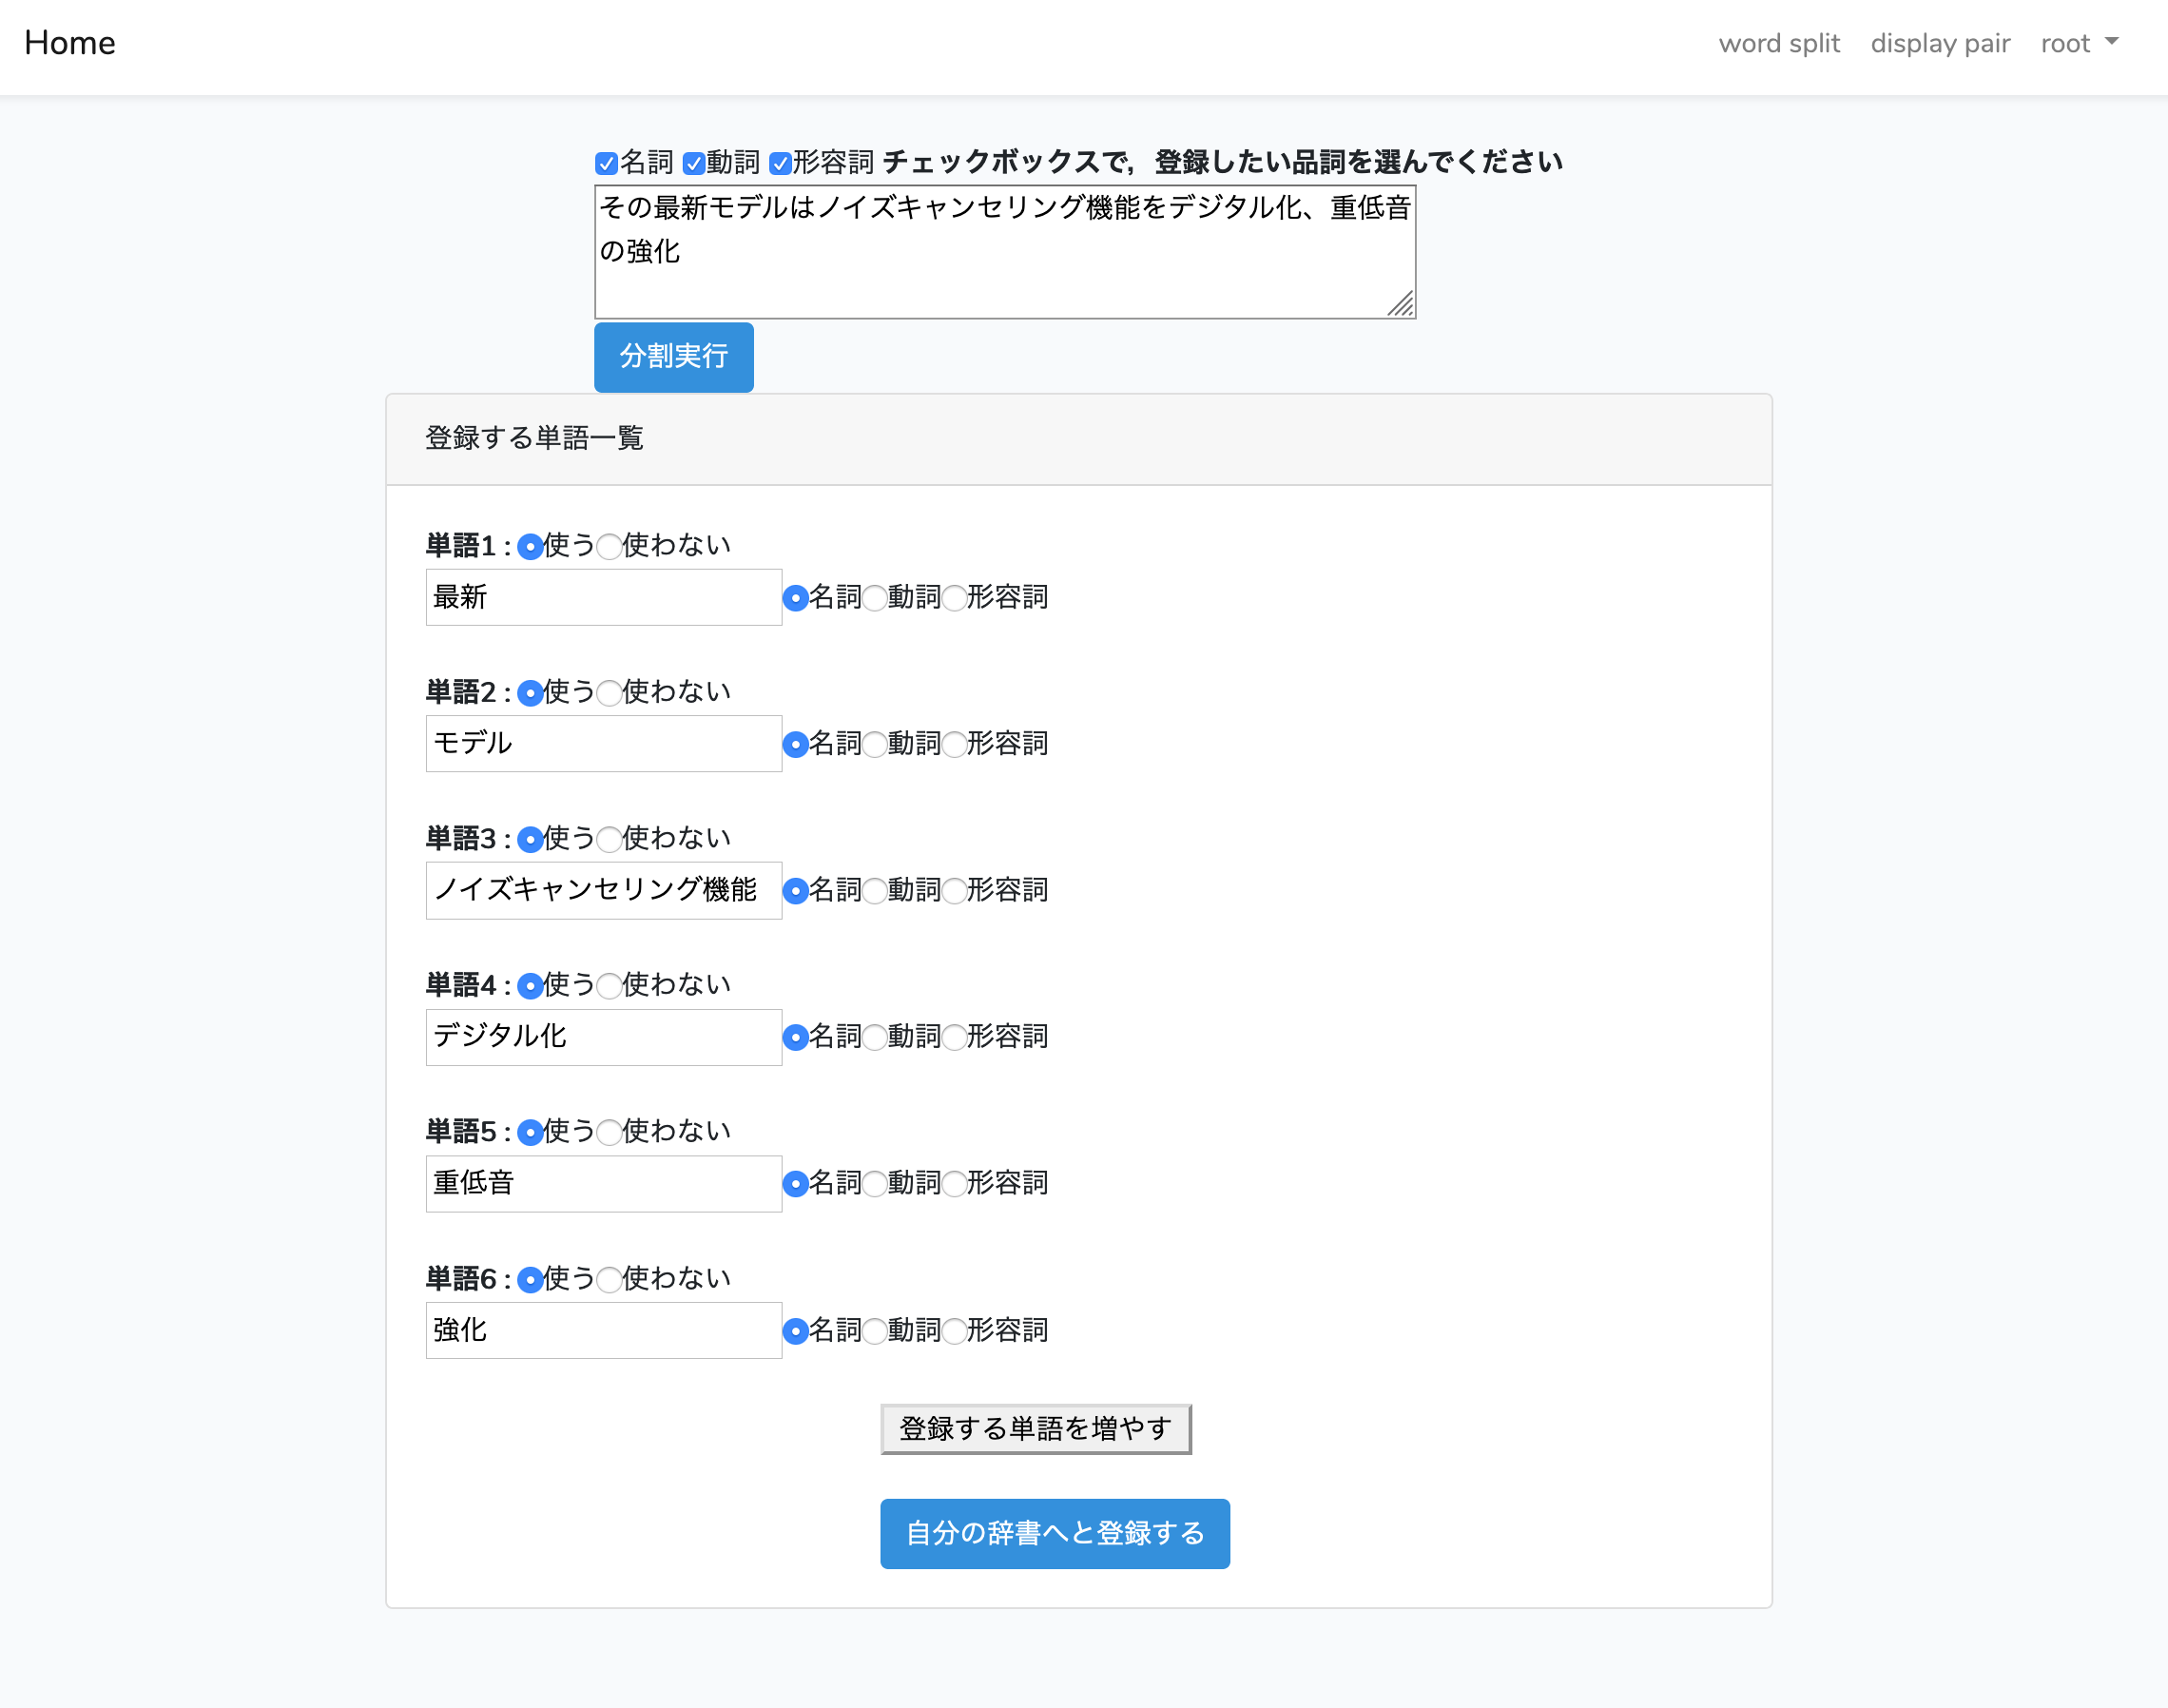 Home word split display pair root
名詞 動詞 形容詞 チェックボックスで，登録したい品詞を選んでください
その最新モデルはノイズキャンセリング機能をデジタル化、重低音
の強化
分割実行
登録する単語一覧
単語1 : 使う 使わない
最新 名詞 動詞 形容詞
単語2 : 使う 使わない
モデル 名詞 動詞 形容詞
単語3 : 使う 使わない
ノイズキャンセリング機能 名詞 動詞 形容詞
単語4 : 使う 使わない
デジタル化 名詞 動詞 形容詞
単語5 : 使う 使わない
重低音 名詞 動詞 形容詞
単語6 : 使う 使わない
強化 名詞 動詞 形容詞
登録する単語を増やす
自分の辞書へと登録する